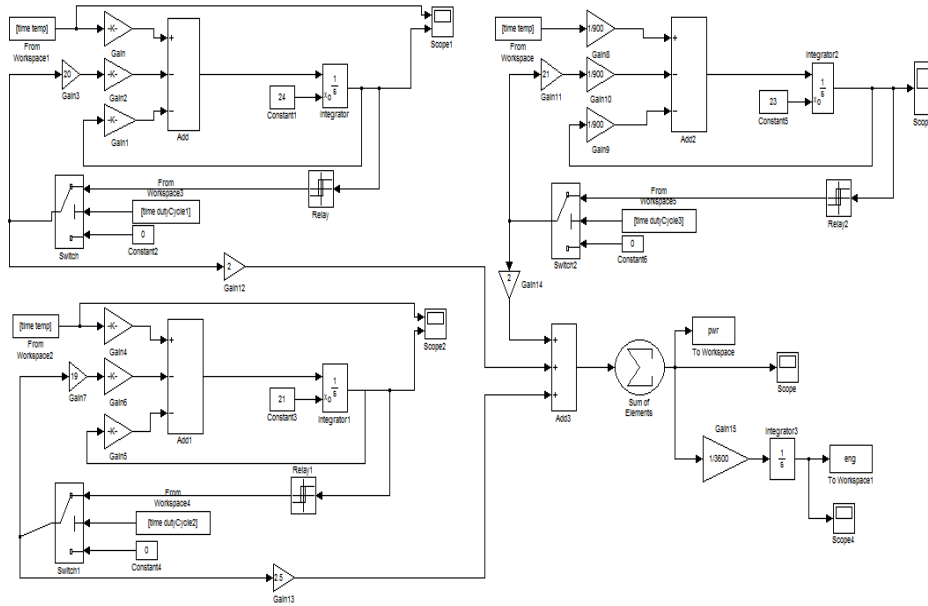 [time temp]
From
Workspace1
-K-
Gain
+
Scope1
20
Gain3
-K-
Gain2
−
24
Constant1
1
s
x0
Integrator
-K-
Gain1
−
Add
From
Workspace3
Relay
[time dutyCycle1]
0
Constant2
Switch
2
Gain12
[time temp]
From
Workspace
1/900
Gain8
+
Integrator2
21
Gain11
1/900
Gain10
−
23
Constant5
1
s
x0
Scop
1/900
Gain9
−
Add2
From
Workspace5
Relay2
[time dutyCycle3]
0
Constant6
Switch2
2
Gain14
[time temp]
From
Workspace2
-K-
Gain4
+
Scope2
19
Gain7
-K-
Gain6
−
21
Constant3
1
s
x0
Integrator1
-K-
Gain5
−
Add1
From
Workspace4
Relay1
[time dutyCycle2]
0
Constant4
Switch1
2.5
Gain13
+
+
+
Add3
Sum of
Elements
pwr
To Workspace
Scope
Gain15
1/3600
Integrator3
1
s
eng
To Workspace1
Scope4